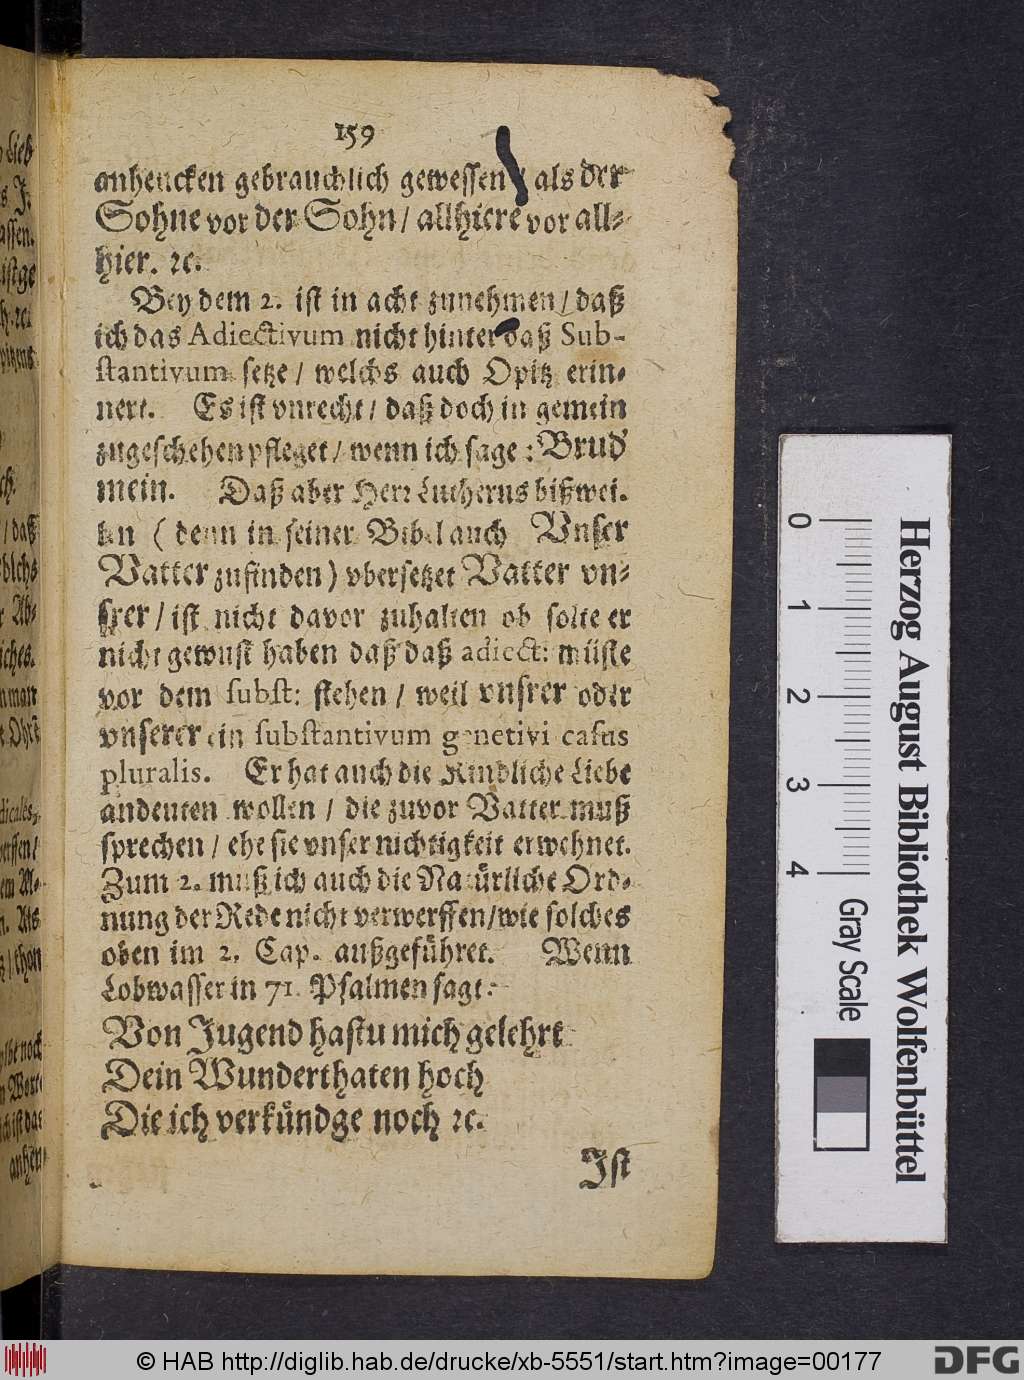 159
anhencken gebrauchlich gewessen / als der
Sohne vor der Sohn / allhiere vor all-
hier. ꝛc.
Bey dem 2. ist in acht zunehmen / daß
ich das Adiectivum nicht hinter daß Sub-
stantivum setze / welchs auch Opitz erin-
nert. Es ist vnrecht / daß doch in gemein
zugeschehen pfleget / wenn ich sage : Brud'
mein. Daß aber Herr Lutherus bißwei-
len ( denn in seiner Bibel auch Vnser
Vatter zufinden ) vbersetzet Vatter vn-
srer / ist nicht davor zuhalten ob solte er
nicht gewust haben daß daß adiect: müste
vor dem subst: stehen / weil vnsrer oder
vnserer ein substantivum genetivi casus
pluralis. Er hat auch die Kindliche Liebe
andeuten wollen / die zuvor Vatter muß
sprechen / ehe sie vnser nichtigkeit erwehnet.
Zum 2. muß ich auch die Natürliche Ord-
nung der Rede nicht verwerffen / wie solches
oben im 2. Cap. außgeführet. Wenn
Lobwasser in 71. Psalmen sagt:
Von Jugend hastu mich gelehrt
Dein Wunderthaten hoch
Die ich verkündge noch ꝛc.
Ist
0 1 2 3 4
Gray Scale
Herzog August Bibliothek Wolfenbüttel
© HAB http://diglib.hab.de/drucke/xb-5551/start.htm?image=00177
DFG